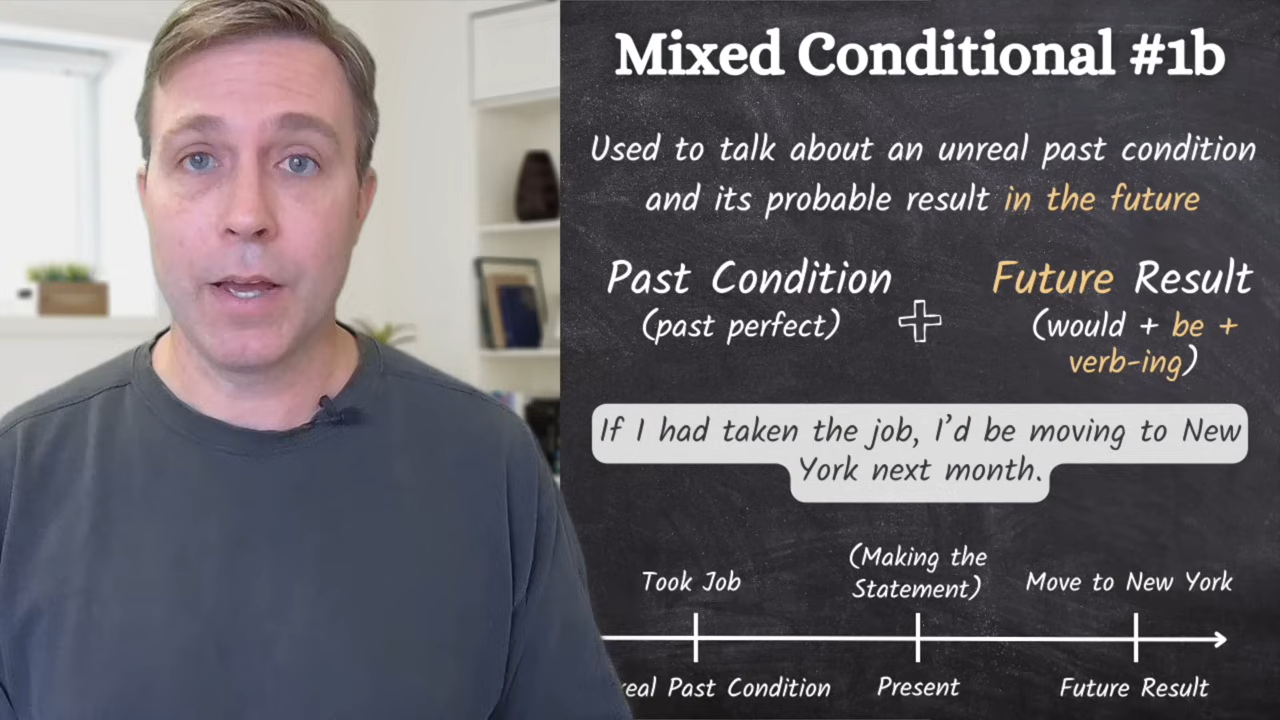 Mixed Conditional #1b
Used to talk about an unreal past condition
and its probable result in the future
Past Condition
(past perfect)
Future Result
(would + be +
verb-ing)
If I had taken the job, I'd be moving to New
York next month.
Took Job
(Making the
Statement)
Move to New York
Past Condition
Present
Future Result